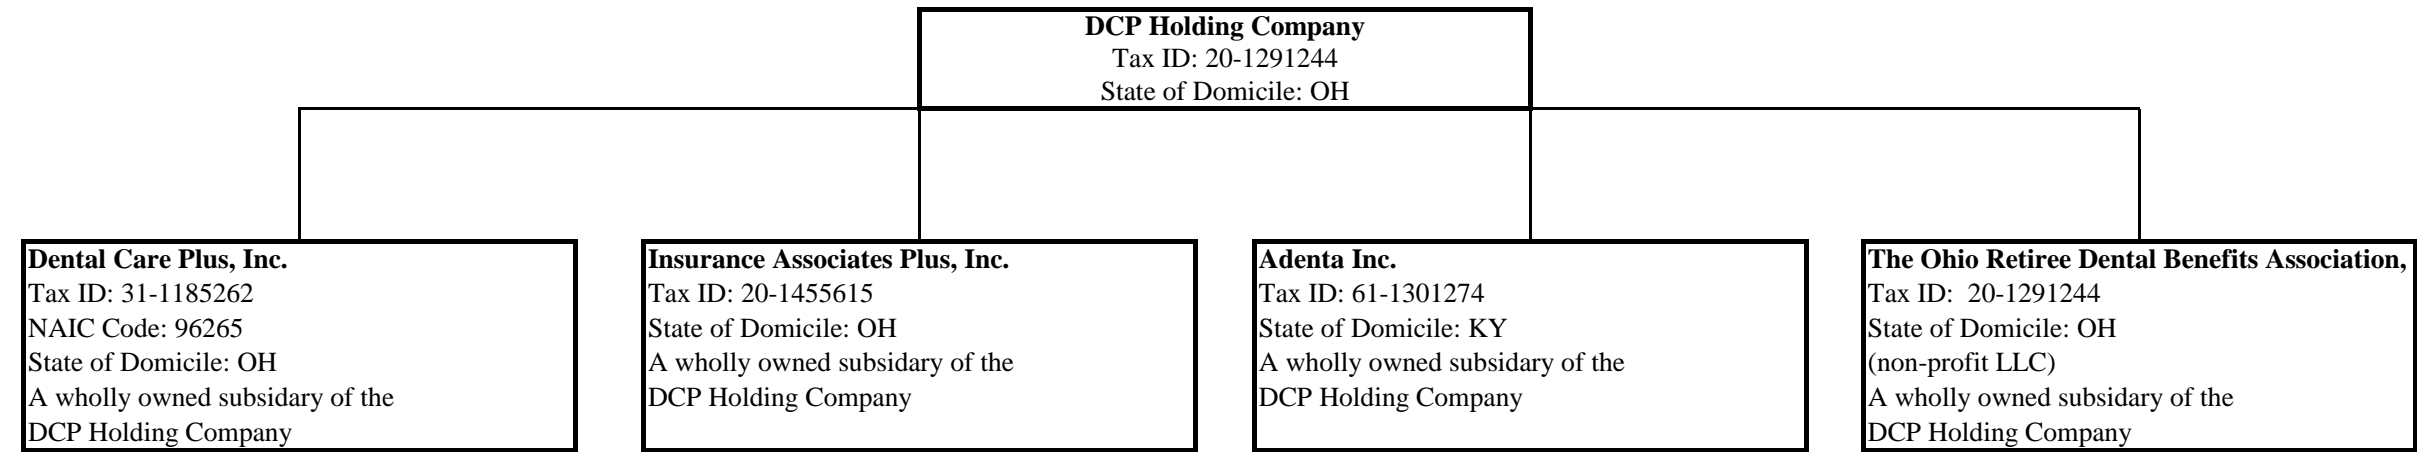 DCP Holding Company
Tax ID: 20-1291244
State of Domicile: OH
Dental Care Plus, Inc.
Tax ID: 31-1185262
NAIC Code: 96265
State of Domicile: OH
A wholly owned subsidary of the
DCP Holding Company
Insurance Associates Plus, Inc.
Tax ID: 20-1455615
State of Domicile: OH
A wholly owned subsidary of the
DCP Holding Company
Adenta Inc.
Tax ID: 61-1301274
State of Domicile: KY
A wholly owned subsidary of the
DCP Holding Company
The Ohio Retiree Dental Benefits Association,
Tax ID:  20-1291244
State of Domicile: OH
(non-profit LLC)
A wholly owned subsidary of the
DCP Holding Company